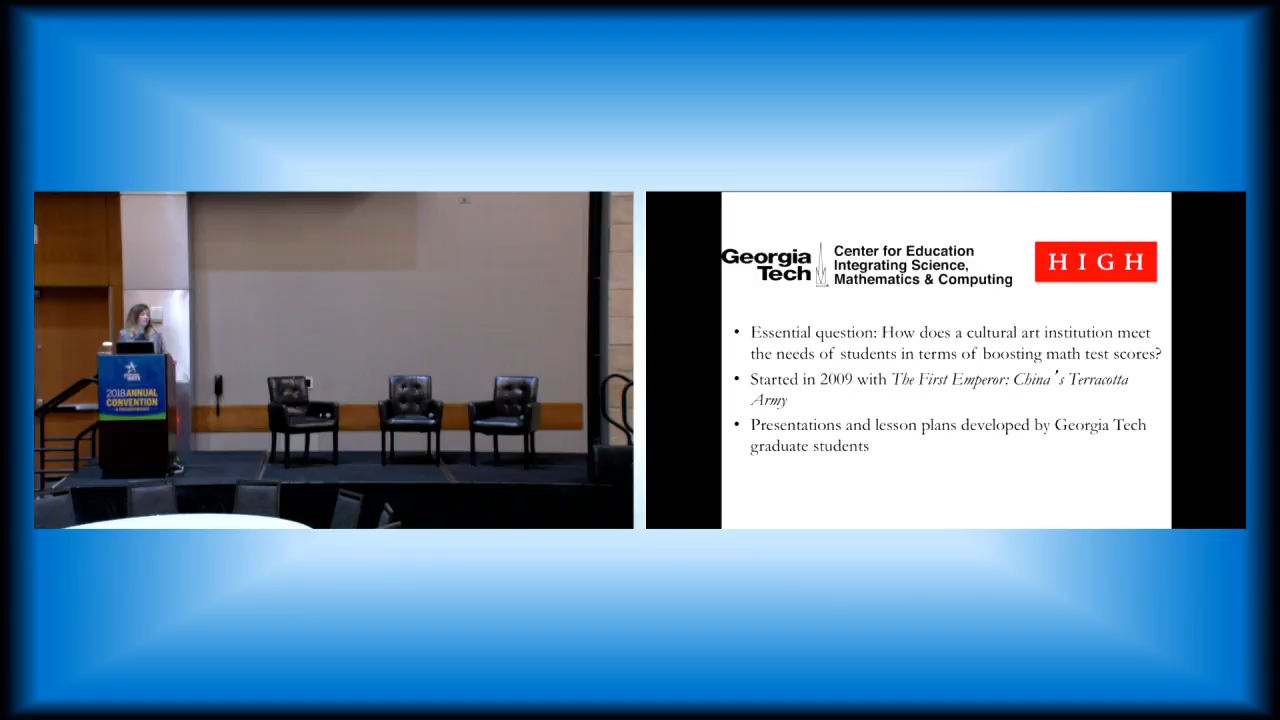 2018 ANNUAL
CONVENTION
Georgia
Tech
Center for Education
Integrating Science,
Mathematics & Computing
HIGH
• Essential question: How does a cultural art institution meet
the needs of students in terms of boosting math test scores?
• Started in 2009 with The First Emperor: China's Terracotta
Army
• Presentations and lesson plans developed by Georgia Tech
graduate students